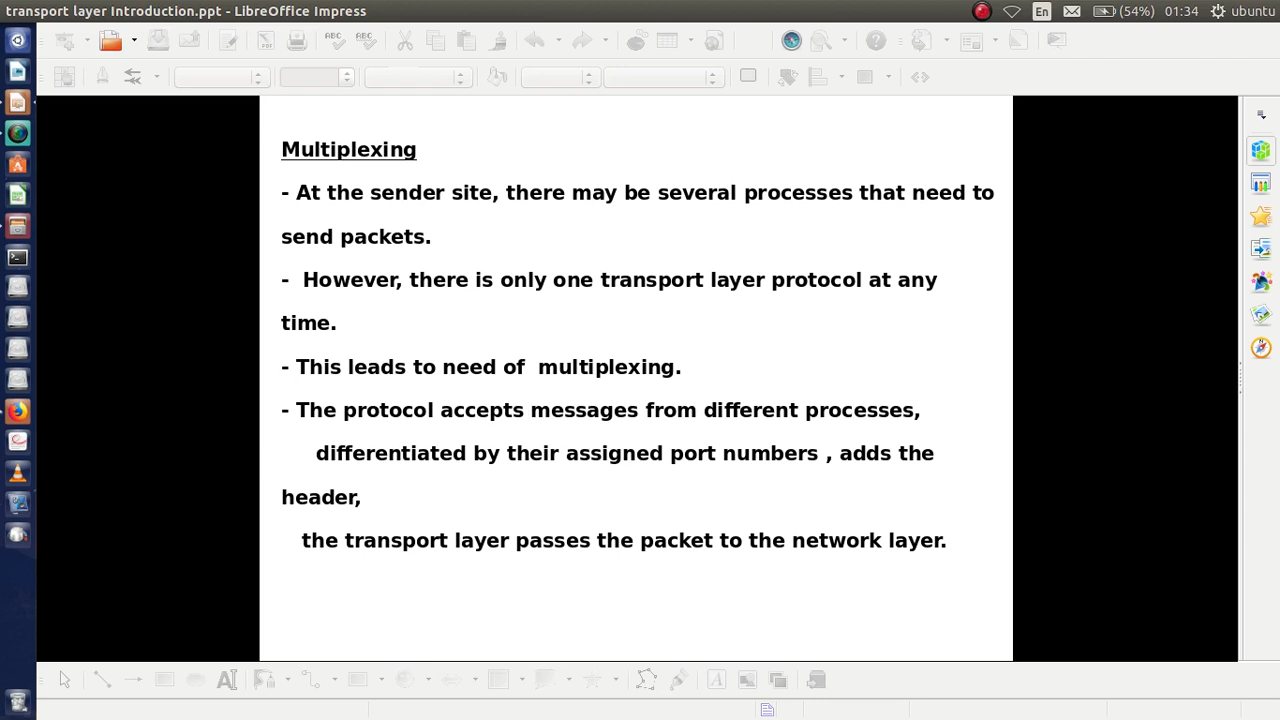 transport layer Introduction.ppt - LibreOffice Impress
En
(54%)
01:34
ubuntu
ABC
ABC
Multiplexing
- At the sender site, there may be several processes that need to
send packets.
-  However, there is only one transport layer protocol at any
time.
- This leads to need of  multiplexing.
- The protocol accepts messages from different processes,
differentiated by their assigned port numbers , adds the
header,
the transport layer passes the packet to the network layer.